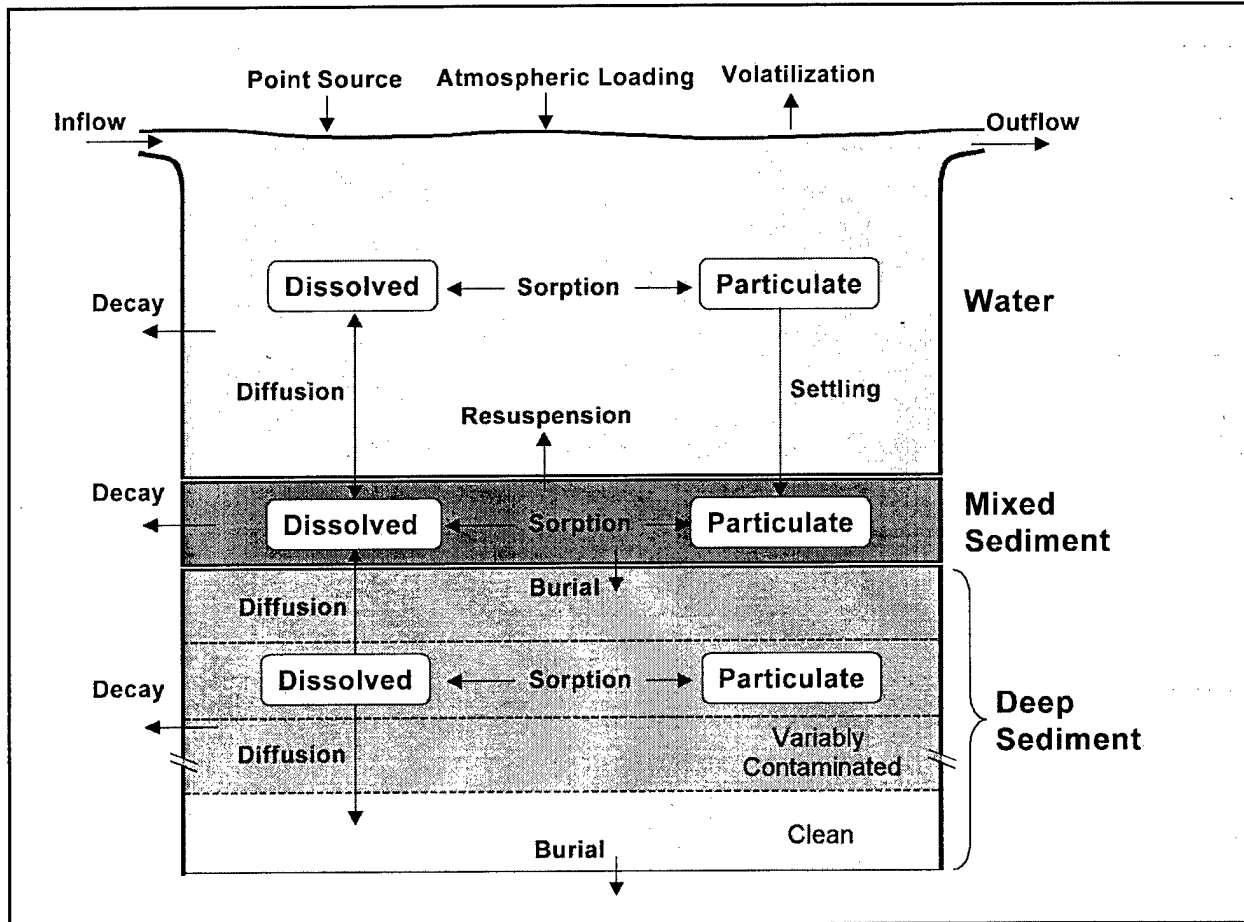 Point Source
Atmospheric Loading
Volatilization
Inflow
Outflow
Dissolved
Sorption
Particulate
Decay
Water
Diffusion
Settling
Resuspension
Decay
Dissolved
Sorption
Particulate
Mixed
Sediment
Burial
Diffusion
Dissolved
Sorption
Particulate
Decay
Deep
Sediment
Diffusion
Variably
Contaminated
Clean
Burial